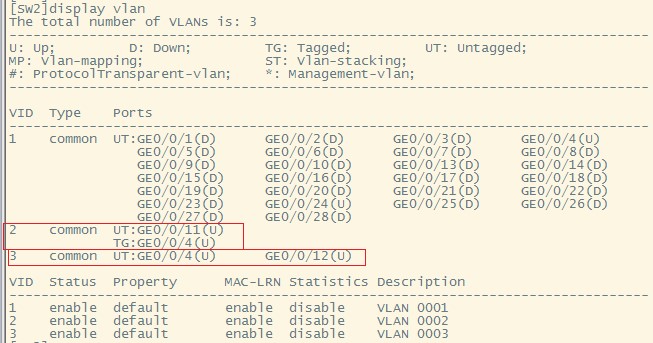 [SW2]display vlan
The total number of VLANs is: 3
U: Up; D: Down; TG: Tagged; UT: Untagged;
MP: Vlan-mapping; ST: Vlan-stacking;
#: ProtocolTransparent-vlan; *: Management-vlan;
VID Type Ports
1 common UT:GE0/0/1(D) GE0/0/2(D) GE0/0/3(D) GE0/0/4(U)
GE0/0/5(D) GE0/0/6(D) GE0/0/7(D) GE0/0/8(D)
GE0/0/9(D) GE0/0/10(D) GE0/0/13(D) GE0/0/14(D)
GE0/0/15(D) GE0/0/16(D) GE0/0/17(D) GE0/0/18(D)
GE0/0/19(D) GE0/0/20(D) GE0/0/21(D) GE0/0/22(D)
GE0/0/23(D) GE0/0/24(U) GE0/0/25(D) GE0/0/26(D)
GE0/0/27(D) GE0/0/28(D)
2 common UT:GE0/0/11(U)
TG:GE0/0/4(U)
3 common UT:GE0/0/4(U) GE0/0/12(U)
VID Status Property MAC-LRN Statistics Description
1 enable default enable disable VLAN 0001
2 enable default enable disable VLAN 0002
3 enable default enable disable VLAN 0003